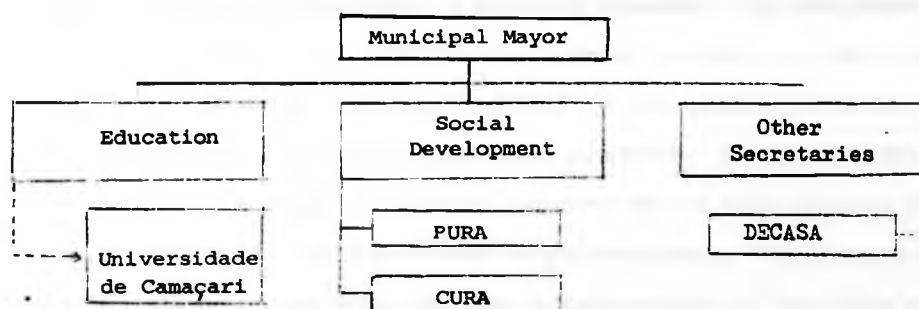 Municipal Mayor
Education
Social
Development
Other
Secretaries
PURA
DECASA
Universidade
de Camaçari
CURA